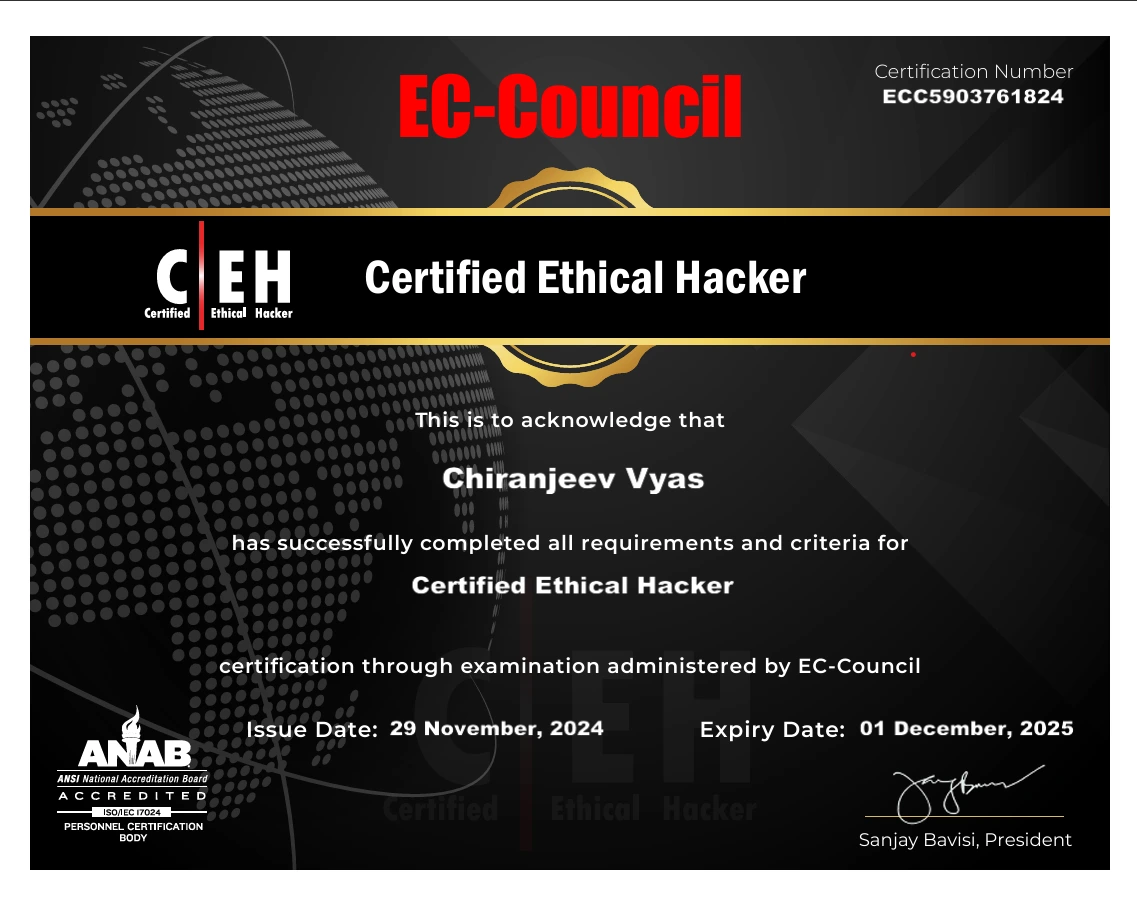 EC-Council
Certification Number
ECC5903761824
C EH
Certified Ethical Hacker
Certified Ethical Hacker
This is to acknowledge that
Chiranjeev Vyas
has successfully completed all requirements and criteria for
Certified Ethical Hacker
certification through examination administered by EC-Council
Issue Date: 29 November, 2024 Expiry Date: 01 December, 2025
C EH
Certified Ethical Hacker
ANAB
ANSI National Accreditation Board
ACCREDITED
ISO/IEC 17024
PERSONNEL CERTIFICATION
BODY
Sanjay Bavisi, President